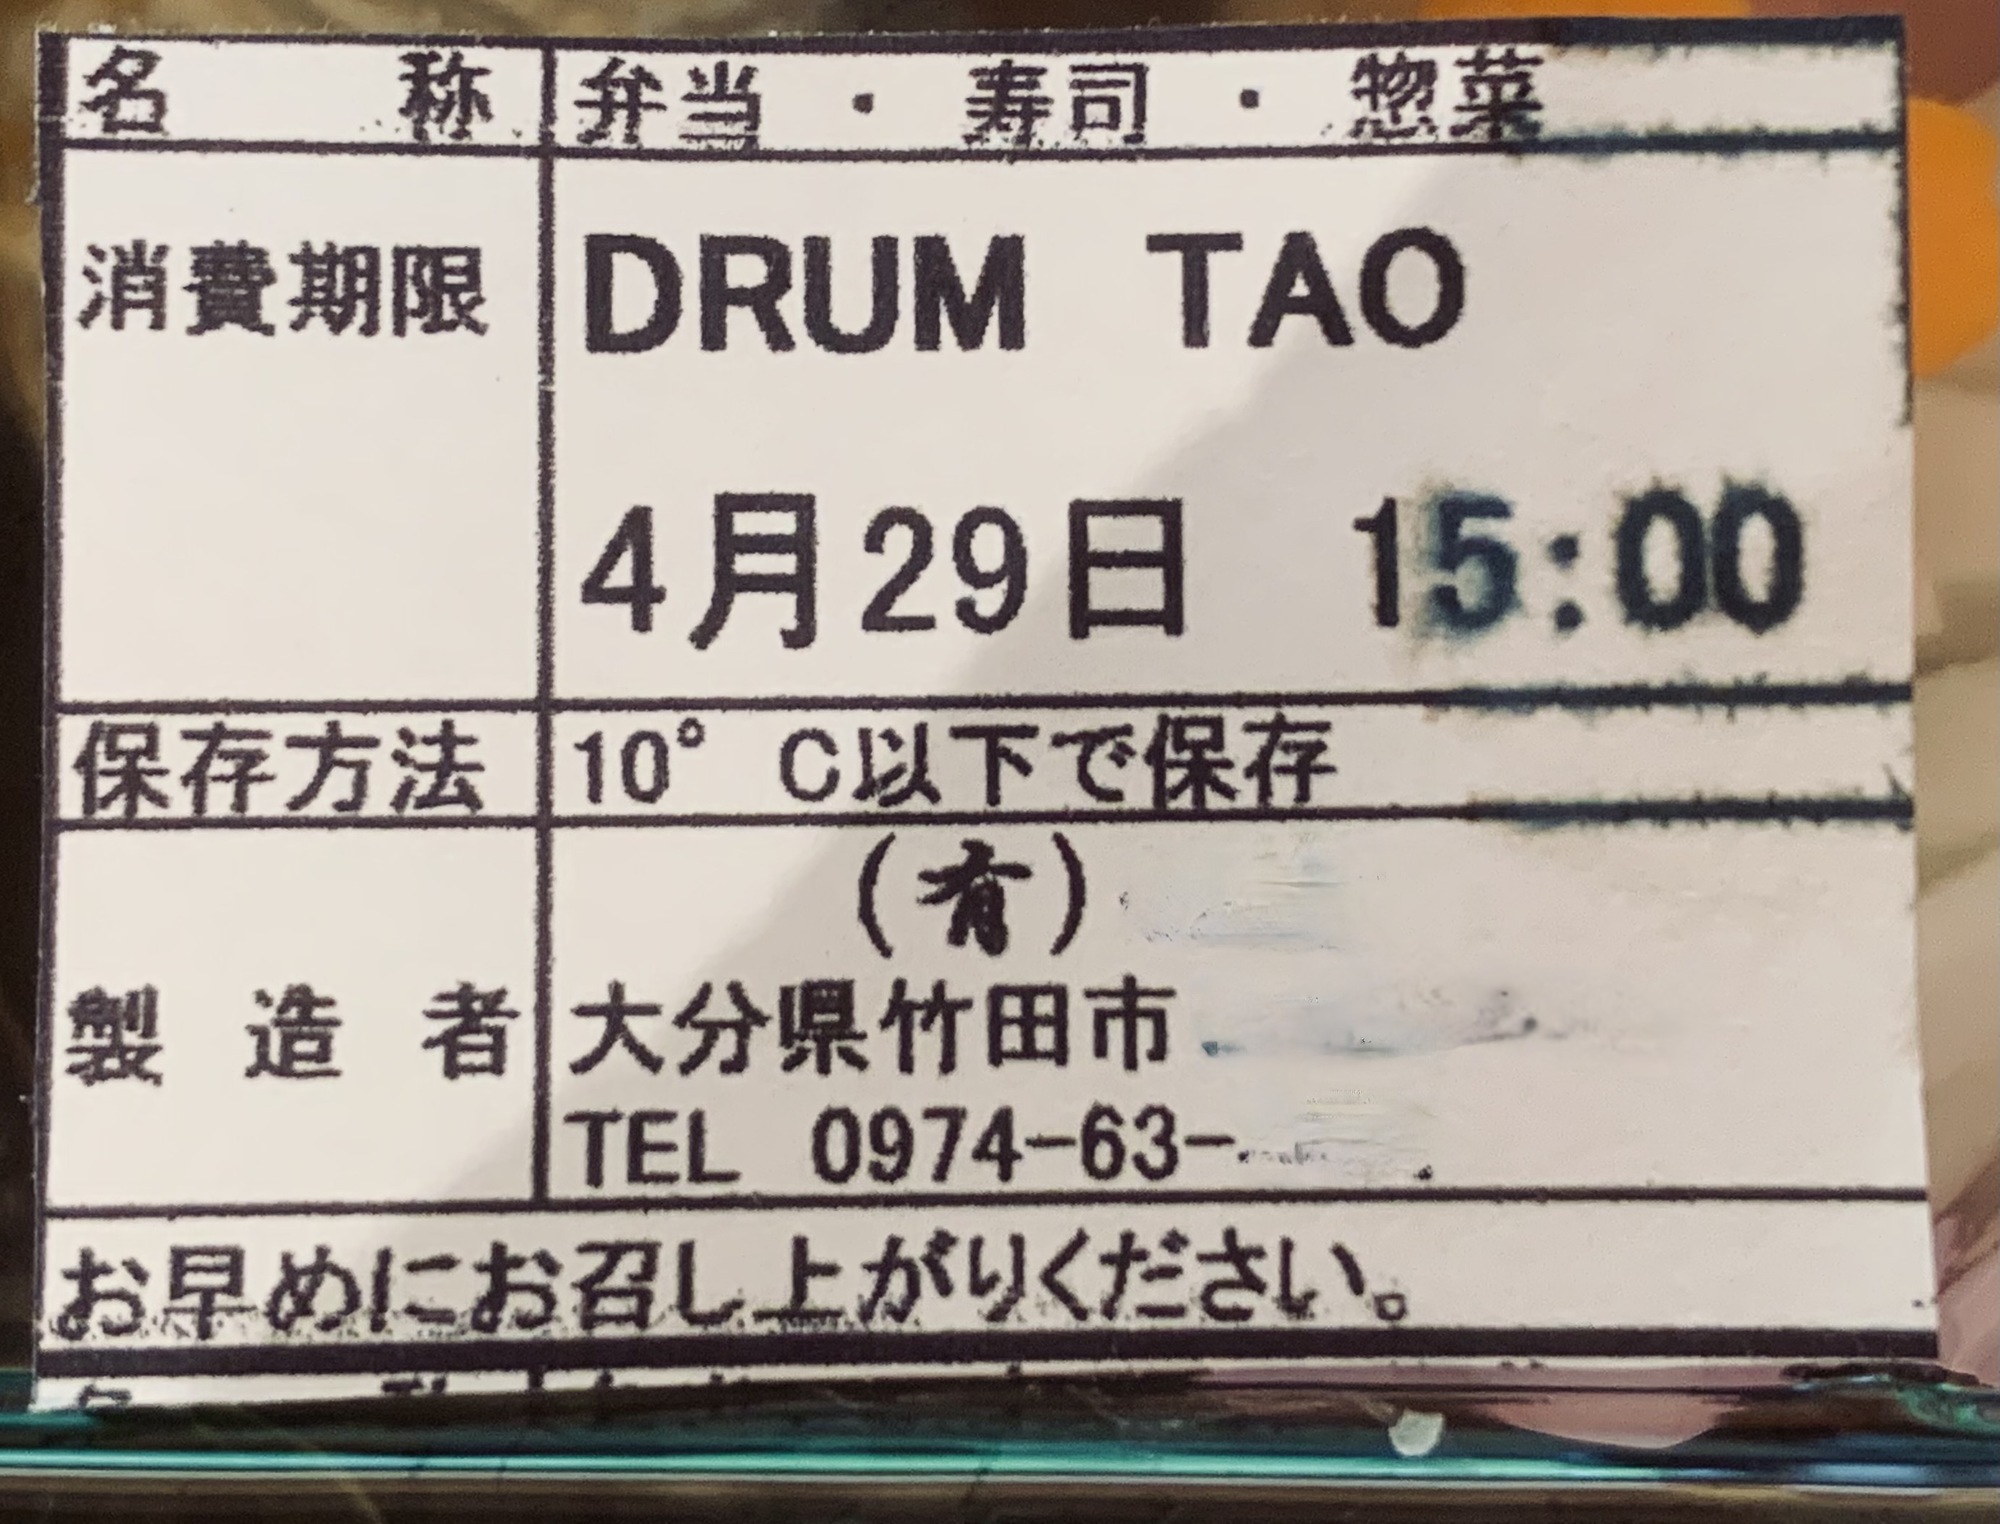 名称 弁当・寿司・惣菜
消費期限 DRUM TAO
4月29日 15:00
保存方法 10°C以下で保存
(有)
製造者 大分県竹田市
TEL 0974-63-
お早めにお召し上がりください。